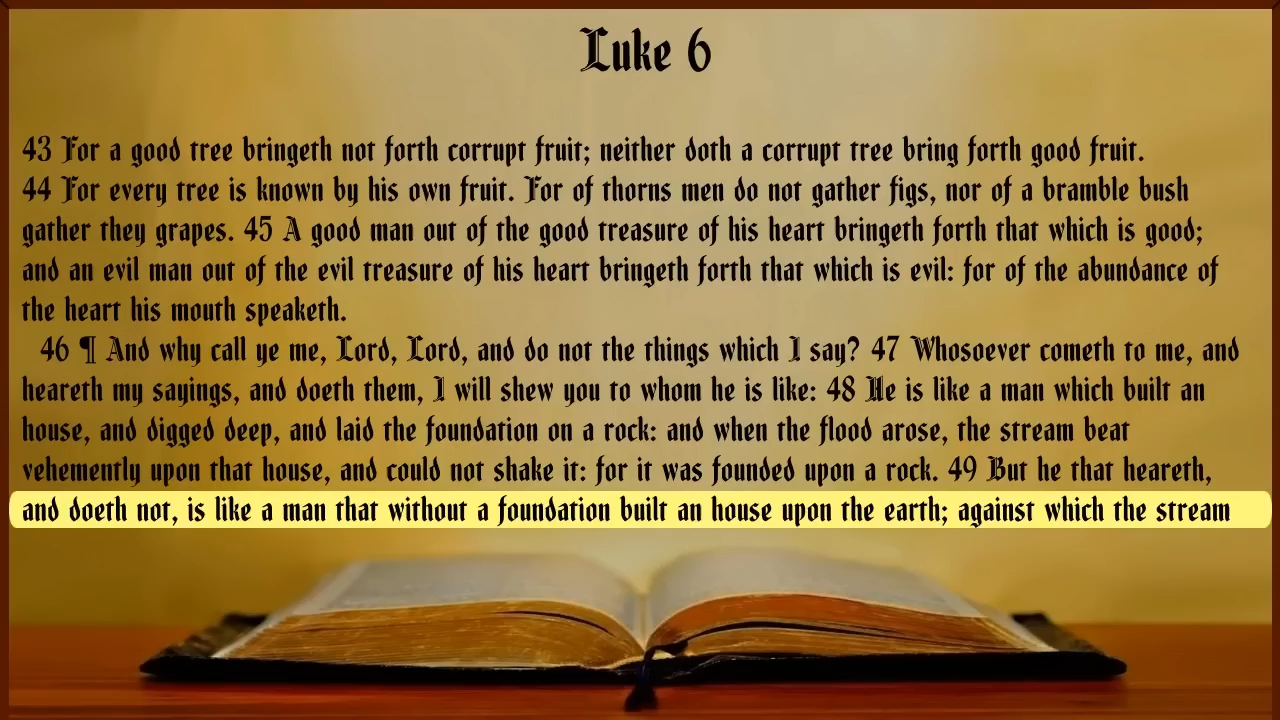 Luke 6
43 For a good tree bringeth not forth corrupt fruit; neither doth a corrupt tree bring forth good fruit.
44 For every tree is known by his own fruit. For of thorns men do not gather figs, nor of a bramble bush
gather they grapes. 45 A good man out of the good treasure of his heart bringeth forth that which is good;
and an evil man out of the evil treasure of his heart bringeth forth that which is evil: for of the abundance of
the heart his mouth speaketh.
46 ¶ And why call ye me, Lord, Lord, and do not the things which I say? 47 Whosoever cometh to me, and
heareth my sayings, and doeth them, I will shew you to whom he is like: 48 He is like a man which built an
house, and digged deep, and laid the foundation on a rock: and when the flood arose, the stream beat
vehemently upon that house, and could not shake it: for it was founded upon a rock. 49 But he that heareth,
and doeth not, is like a man that without a foundation built an house upon the earth; against which the stream